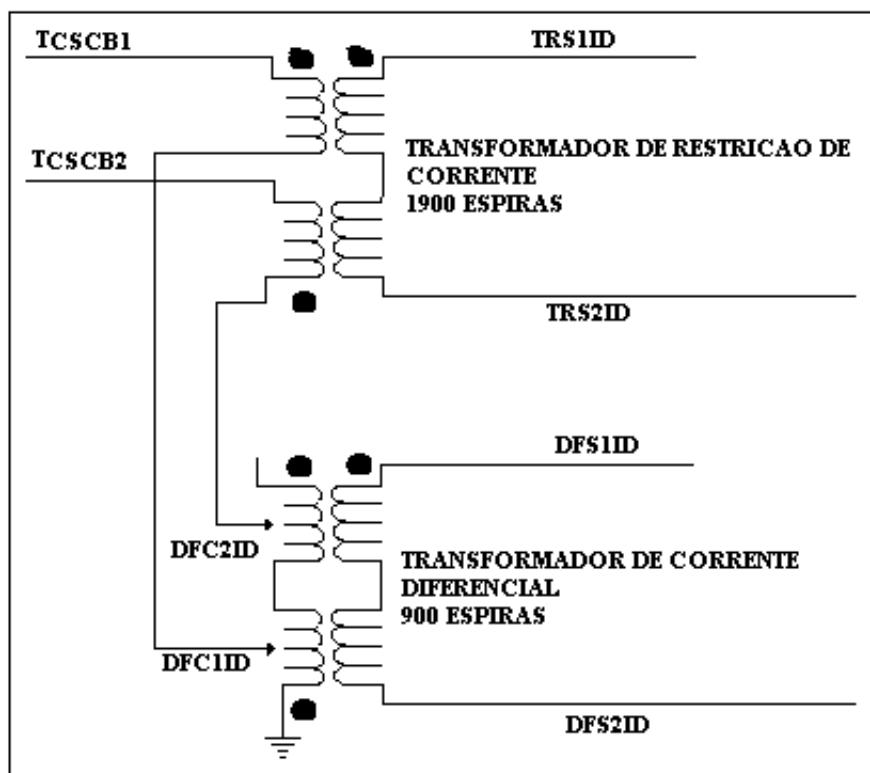 TCSCB1
TRS1ID
TCSCB2
TRANSFORMADOR DE RESTRICAO DE
CORRENTE
1900 ESPIRAS
TRS2ID
DFS1ID
DFC2ID
TRANSFORMADOR DE CORRENTE
DIFERENCIAL
900 ESPIRAS
DFC1ID
DFS2ID